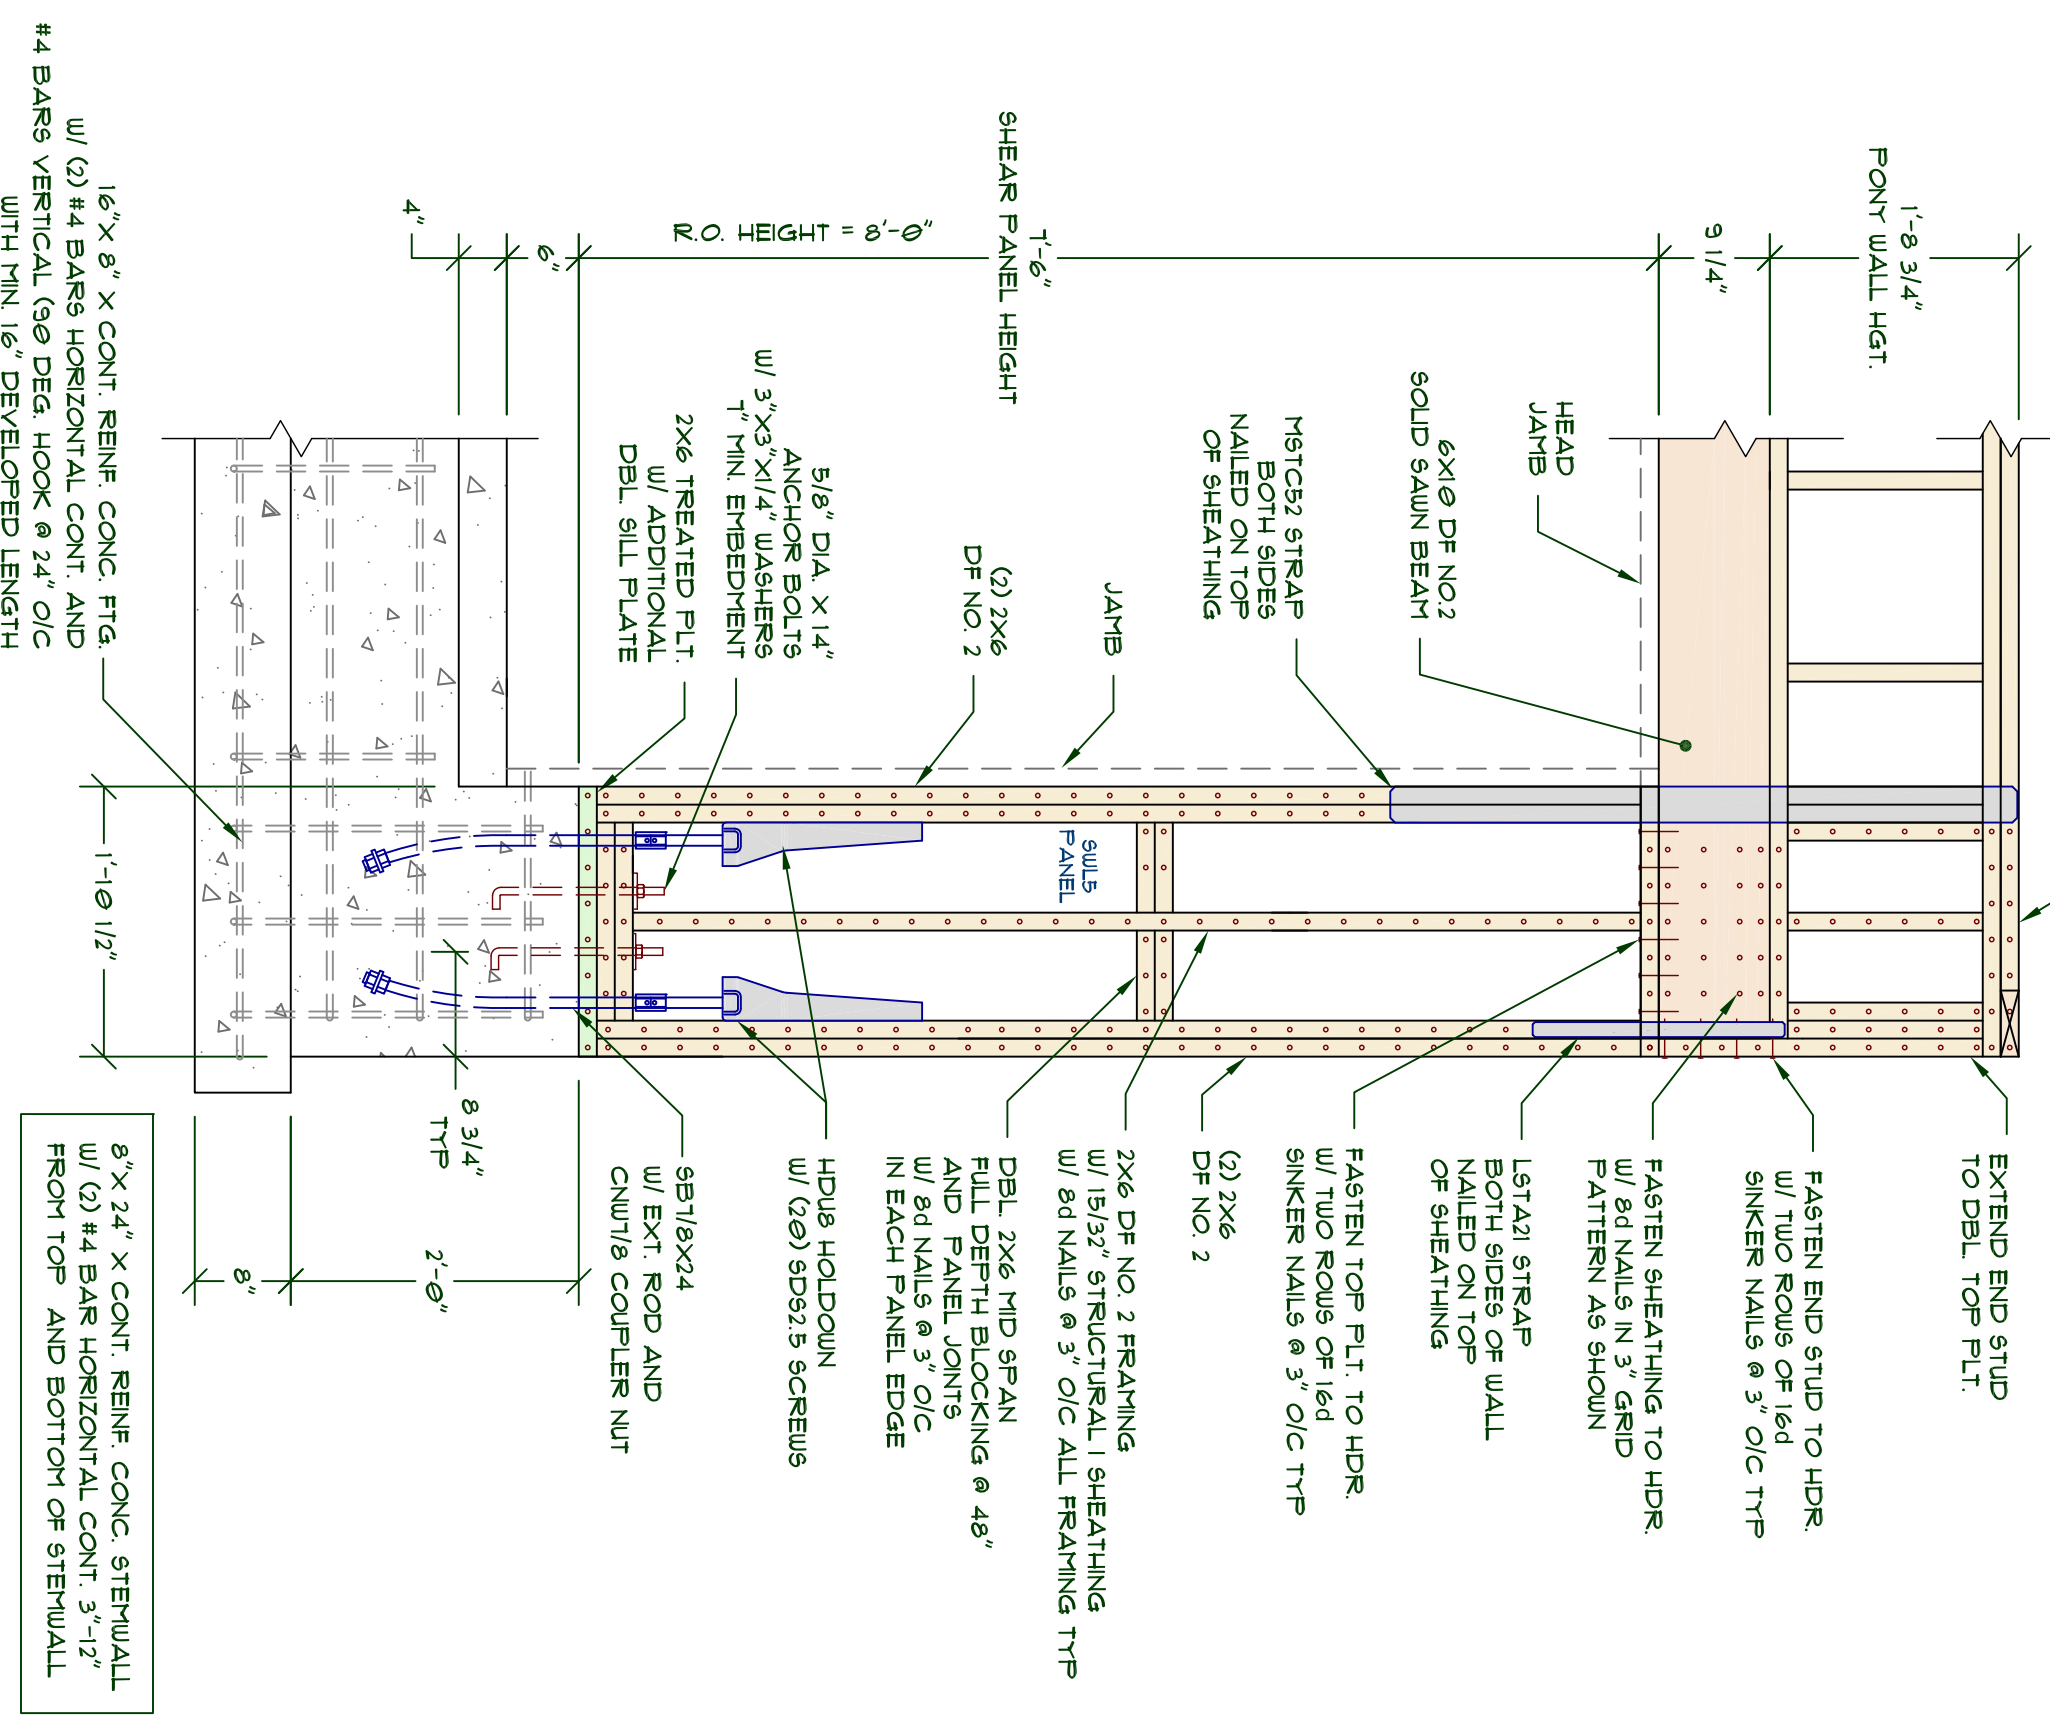 1'-8 3/4"
PONY WALL HGT.
9 1/4"
7'-6"
SHEAR PANEL HEIGHT
R.O. HEIGHT = 8'-0"
6"
4"
HEAD
JAMB
6X10 DF NO.2
SOLID SAWN BEAM
MSTC52 STRAP
BOTH SIDES
NAILED ON TOP
OF SHEATHING
JAMB
(2) 2X6
DF NO. 2
5/8" DIA. X 14"
ANCHOR BOLTS
W/ 3"X3"X1/4" WASHERS
7" MIN. EMBEDMENT
2X6 TREATED PLT.
W/ ADDITIONAL
DBL. SILL PLATE
16"X 8" X CONT. REINF. CONC. FTG.
W/ (2) #4 BARS HORIZONTAL CONT. AND
#4 BARS VERTICAL (90 DEG. HOOK @ 24" O/C
WITH MIN. 16" DEVELOPED LENGTH
SWL5
PANEL
1'-10 1/2"
EXTEND END STUD
TO DBL. TOP PLT.
FASTEN END STUD TO HDR.
W/ TWO ROWS OF 16d
SINKER NAILS @ 3" O/C TYP
FASTEN SHEATHING TO HDR.
W/ 8d NAILS IN 3" GRID
PATTERN AS SHOWN
LSTA21 STRAP
BOTH SIDES OF WALL
NAILED ON TOP
OF SHEATHING
FASTEN TOP PLT. TO HDR.
W/ TWO ROWS OF 16d
SINKER NAILS @ 3" O/C TYP
(2) 2X6
DF NO. 2
2X6 DF NO. 2 FRAMING
W/ 15/32" STRUCTURAL 1 SHEATHING
W/ 8d NAILS @ 3" O/C ALL FRAMING TYP
DBL. 2X6 MID SPAN
FULL DEPTH BLOCKING @ 48"
AND PANEL JOINTS
W/ 8d NAILS @ 3" O/C
IN EACH PANEL EDGE
HDU8 HOLDOWN
W/ (20) SDS2.5 SCREWS
SB7/8X24
W/ EXT. ROD AND
CNW7/8 COUPLER NUT
8 3/4"
TYP
2'-0"
8"
8"X 24" X CONT. REINF. CONC. STEMWALL
W/ (2) #4 BAR HORIZONTAL CONT. 3"-12"
FROM TOP AND BOTTOM OF STEMWALL